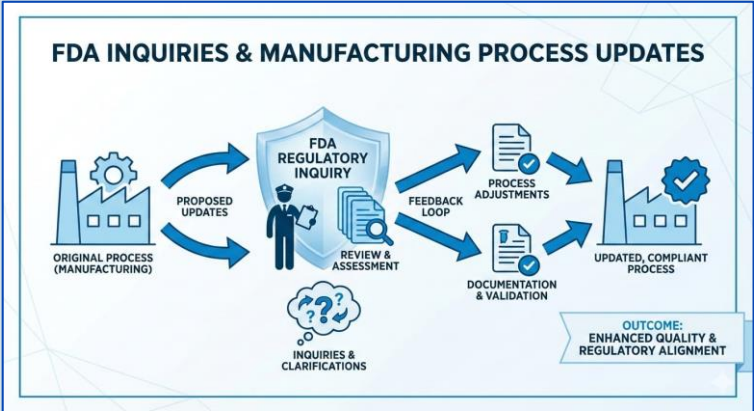 FDA INQUIRIES & MANUFACTURING PROCESS UPDATES
ORIGINAL PROCESS
(MANUFACTURING)
PROPOSED
UPDATES
FDA
REGULATORY
INQUIRY
REVIEW &
ASSESSMENT
?
?
?
INQUIRIES &
CLARIFICATIONS
FEEDBACK
LOOP
PROCESS
ADJUSTMENTS
DOCUMENTATION
& VALIDATION
UPDATED, COMPLIANT
PROCESS
OUTCOME:
ENHANCED QUALITY &
REGULATORY ALIGNMENT